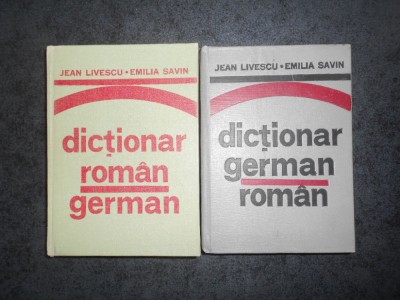 JEAN LIVESCU • EMILIA SAVIN
dicționar
român
german
JEAN LIVESCU • EMILIA SAVIN
dicționar
german
român